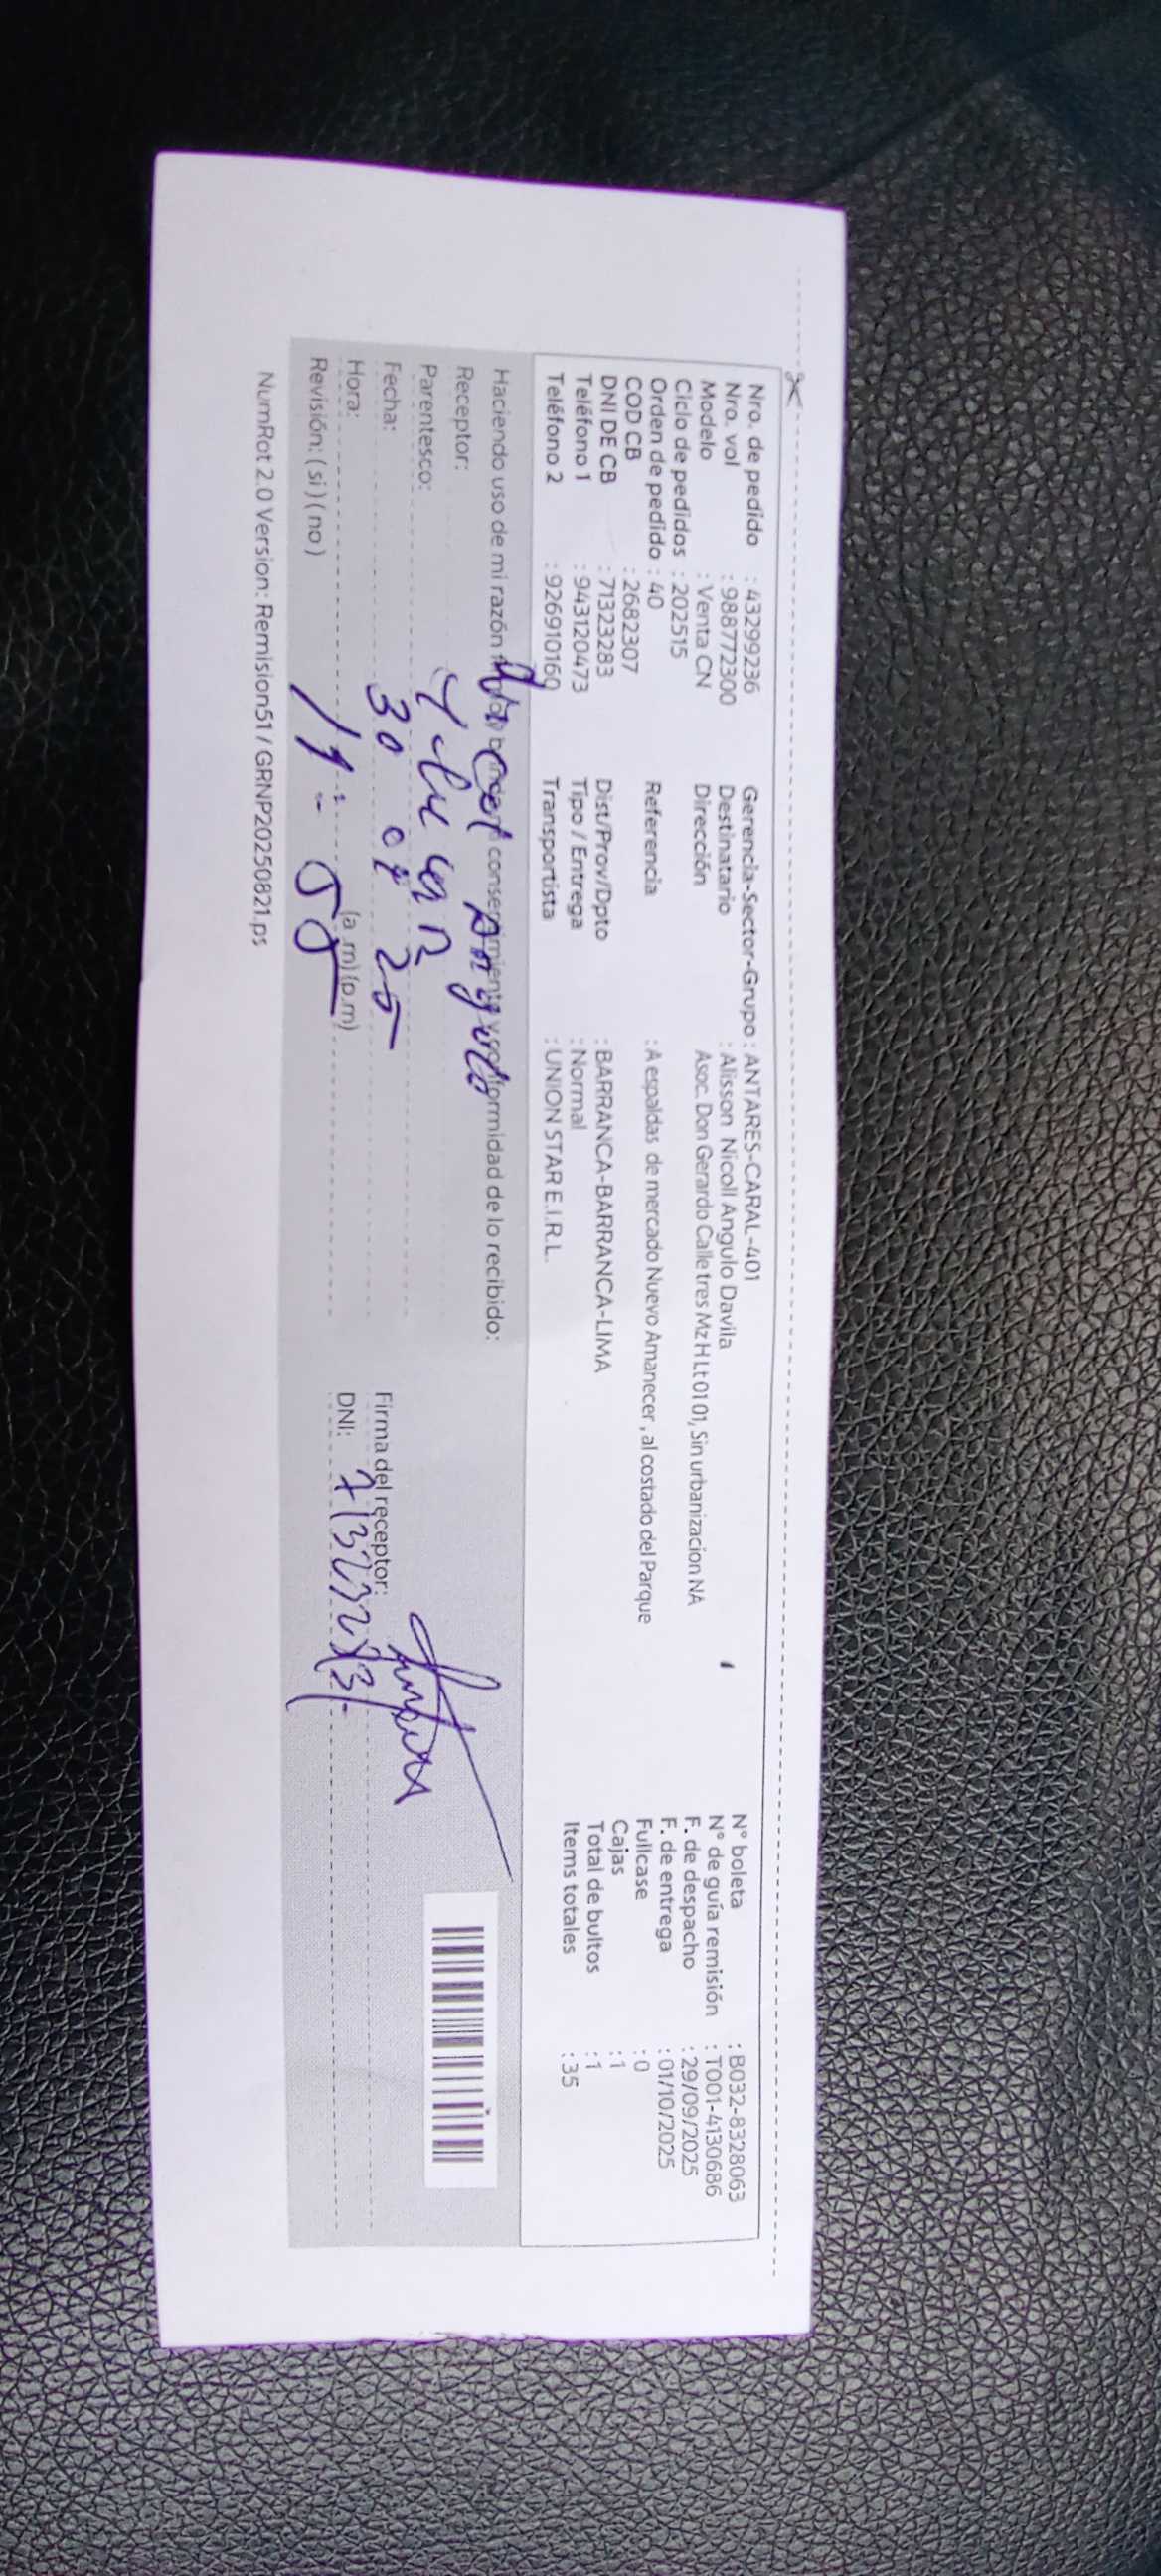 Nro. de pedido : 43299236
Nro. vol : 988772300
Modelo : Venta CN
Ciclo de pedidos : 202515
Orden de pedido : 40
COD CB : 2682307
DNI DE CB : 71323283
Teléfono 1 : 943120473
Teléfono 2 : 926910160
Gerencia-Sector-Grupo : ANTARES-CARAL-401
Destinatario : Alisson Nicoll Angulo Davila
Dirección Asoc. Don Gerardo Calle tres Mz H Lt 01 01, Sin urbanizacion NA
Referencia : A espaldas de mercado Nuevo Amanecer , al costado del Parque
Dist/Prov/Dpto : BARRANCA-BARRANCA-LIMA
Tipo / Entrega : Normal
Transportista : UNION STAR E.I.R.L.
N° boleta : B032-8328063
N° de guía remisión : T001-4130686
F. de despacho : 29/09/2025
F. de entrega : 01/10/2025
Fullcase : 0
Cajas : 1
Total de bultos : 1
Items totales : 35
Haciendo uso de mi razón consentimiento conformidad de lo recibido:
Receptor:
Parentesco:
Fecha: 30 25
Hora: (a.m) (p.m)
Revisión: ( si ) ( no )
Firma del receptor:
DNI: 71323283
NumRot 2.0 Version: Remision51 / GRNP20250821.ps